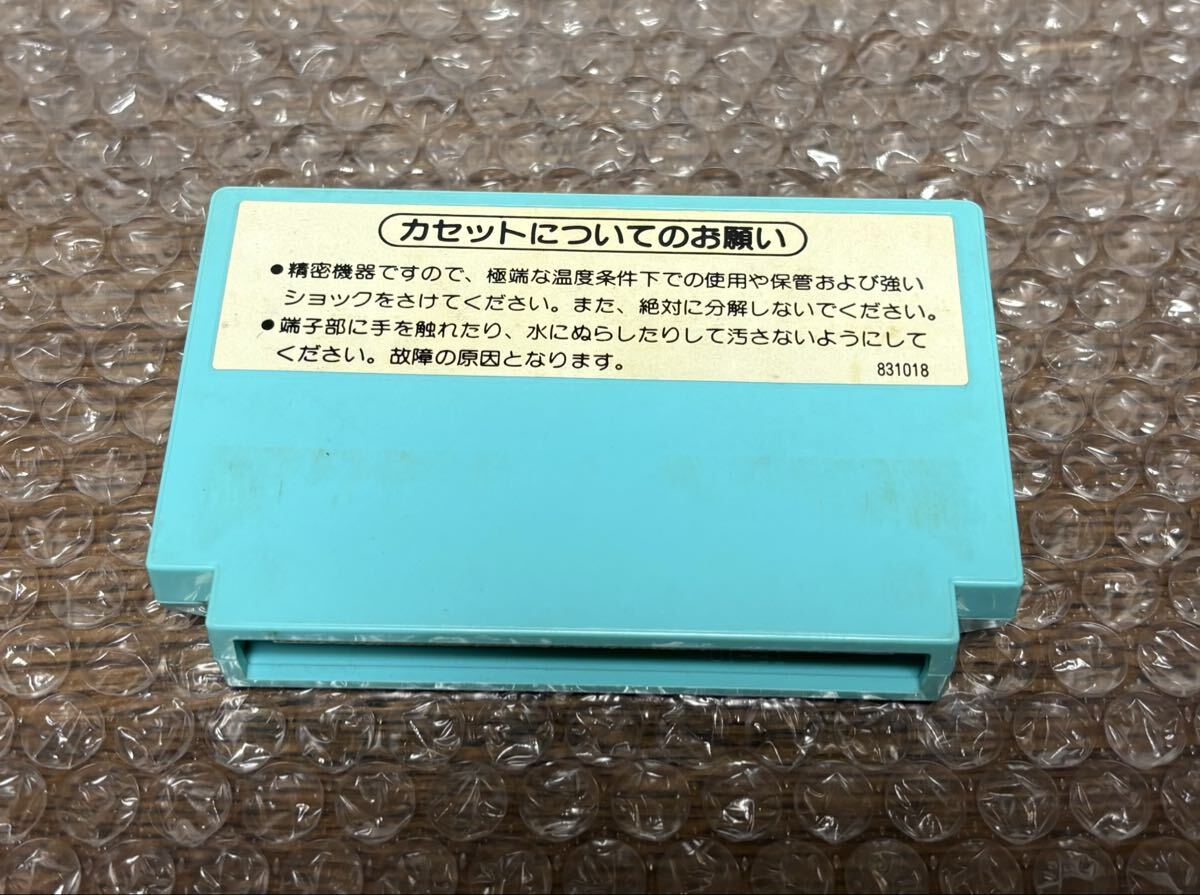 カセットについてのお願い
●精密機器ですので、極端な温度条件下での使用や保管および強い
ショックをさけてください。また、絶対に分解しないでください。
●端子部に手を触れたり、水にぬらしたりして汚さないようにして
ください。故障の原因となります。
831018